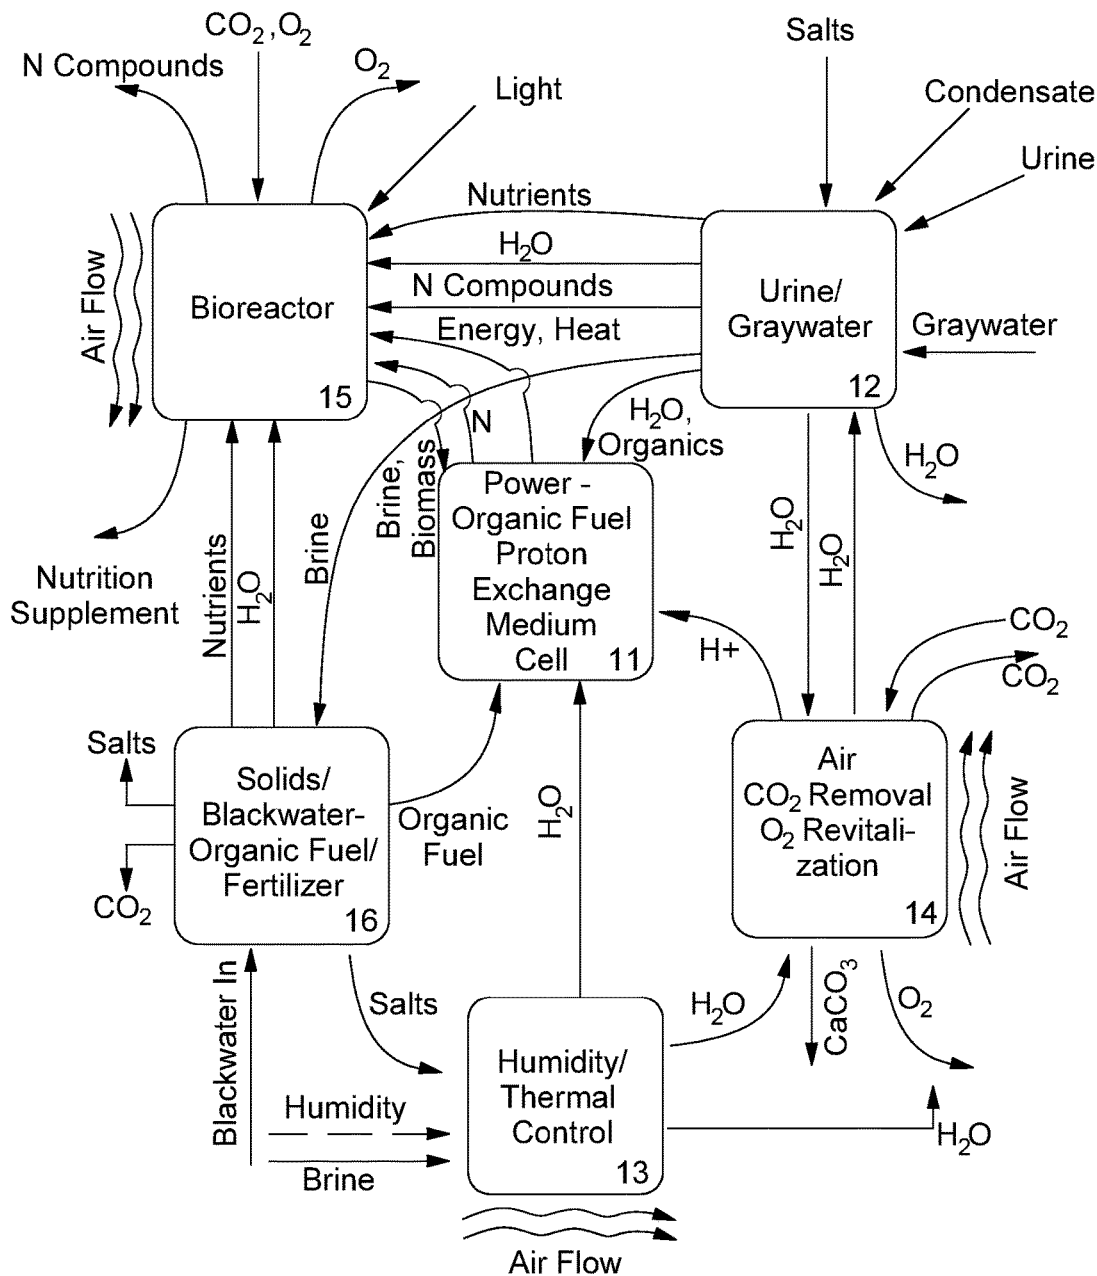 CO2,O2
Salts
N Compounds
O2
Light
Condensate
Urine
Nutrients
H2O
N Compounds
Energy, Heat
Air Flow
Bioreactor
15
Urine/
Graywater
12
Graywater
N
H2O,
Organics
H2O
Brine,
Biomass
Brine
Power -
Organic Fuel
Proton
Exchange
Medium
Cell
11
H2O
H2O
Nutrition
Supplement
Nutrients
H2O
H+
CO2
CO2
Salts
CO2
Solids/
Blackwater-
Organic Fuel/
Fertilizer
16
Organic
Fuel
H2O
Air
CO2 Removal
O2 Revitali-
zation
14
Air Flow
Blackwater In
Salts
H2O
CaCO3
O2
Humidity
Brine
Humidity/
Thermal
Control
13
H2O
Air Flow